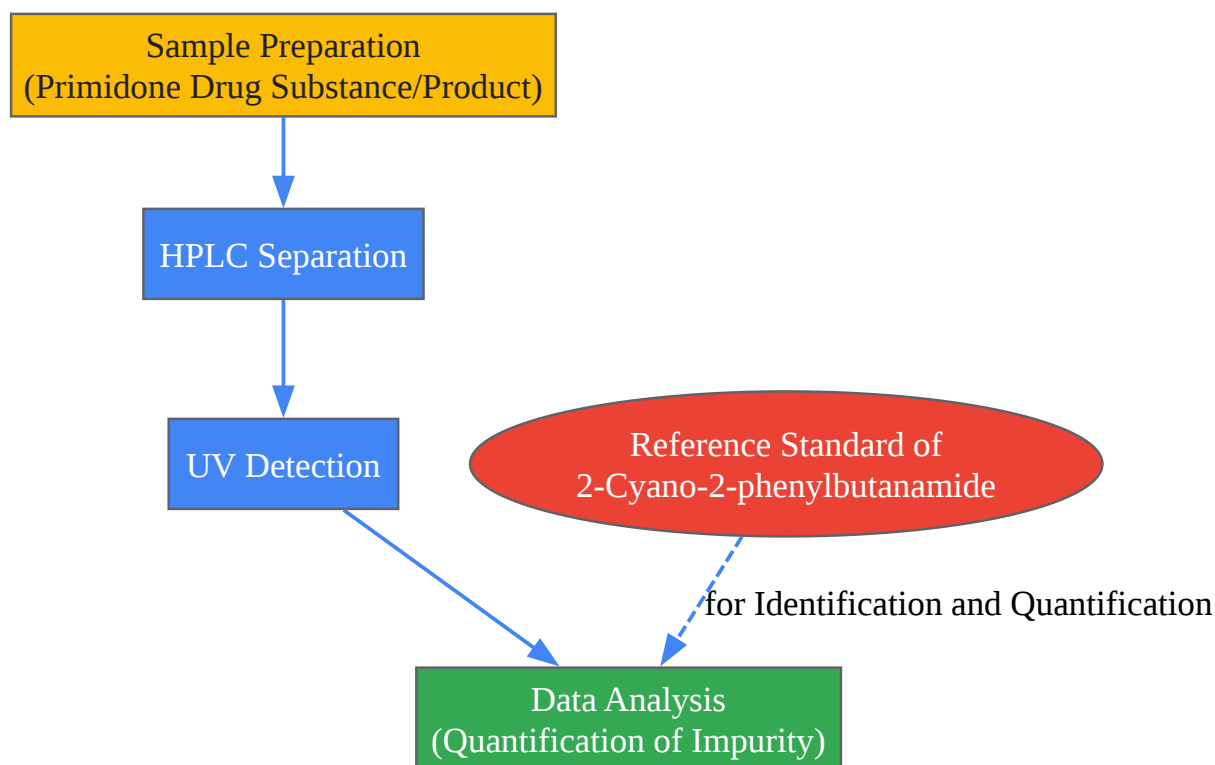 Sample Preparation
(Primidone Drug Substance/Product)
HPLC Separation
UV Detection
Reference Standard of
2-Cyano-2-phenylbutanamide
for Identification and Quantification
Data Analysis
(Quantification of Impurity)